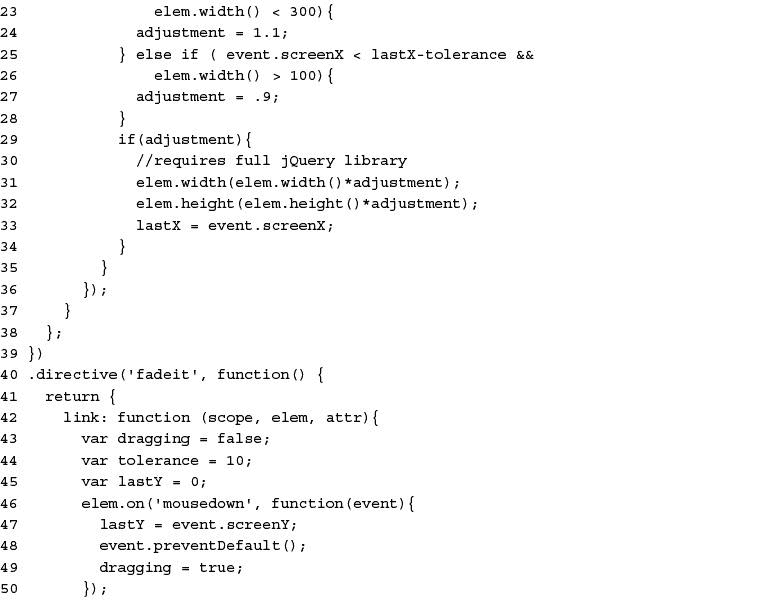 23               elem.width() < 300){
24             adjustment = 1.1;
25           } else if ( event.screenX < lastX-tolerance &&
26               elem.width() > 100){
27             adjustment = .9;
28           }
29           if(adjustment){
30             //requires full jQuery library
31             elem.width(elem.width()*adjustment);
32             elem.height(elem.height()*adjustment);
33             lastX = event.screenX;
34           }
35         }
36       });
37     }
38   };
39 })
40 .directive('fadeit', function() {
41   return {
42     link: function (scope, elem, attr){
43       var dragging = false;
44       var tolerance = 10;
45       var lastY = 0;
46       elem.on('mousedown', function(event){
47         lastY = event.screenY;
48         event.preventDefault();
49         dragging = true;
50       });